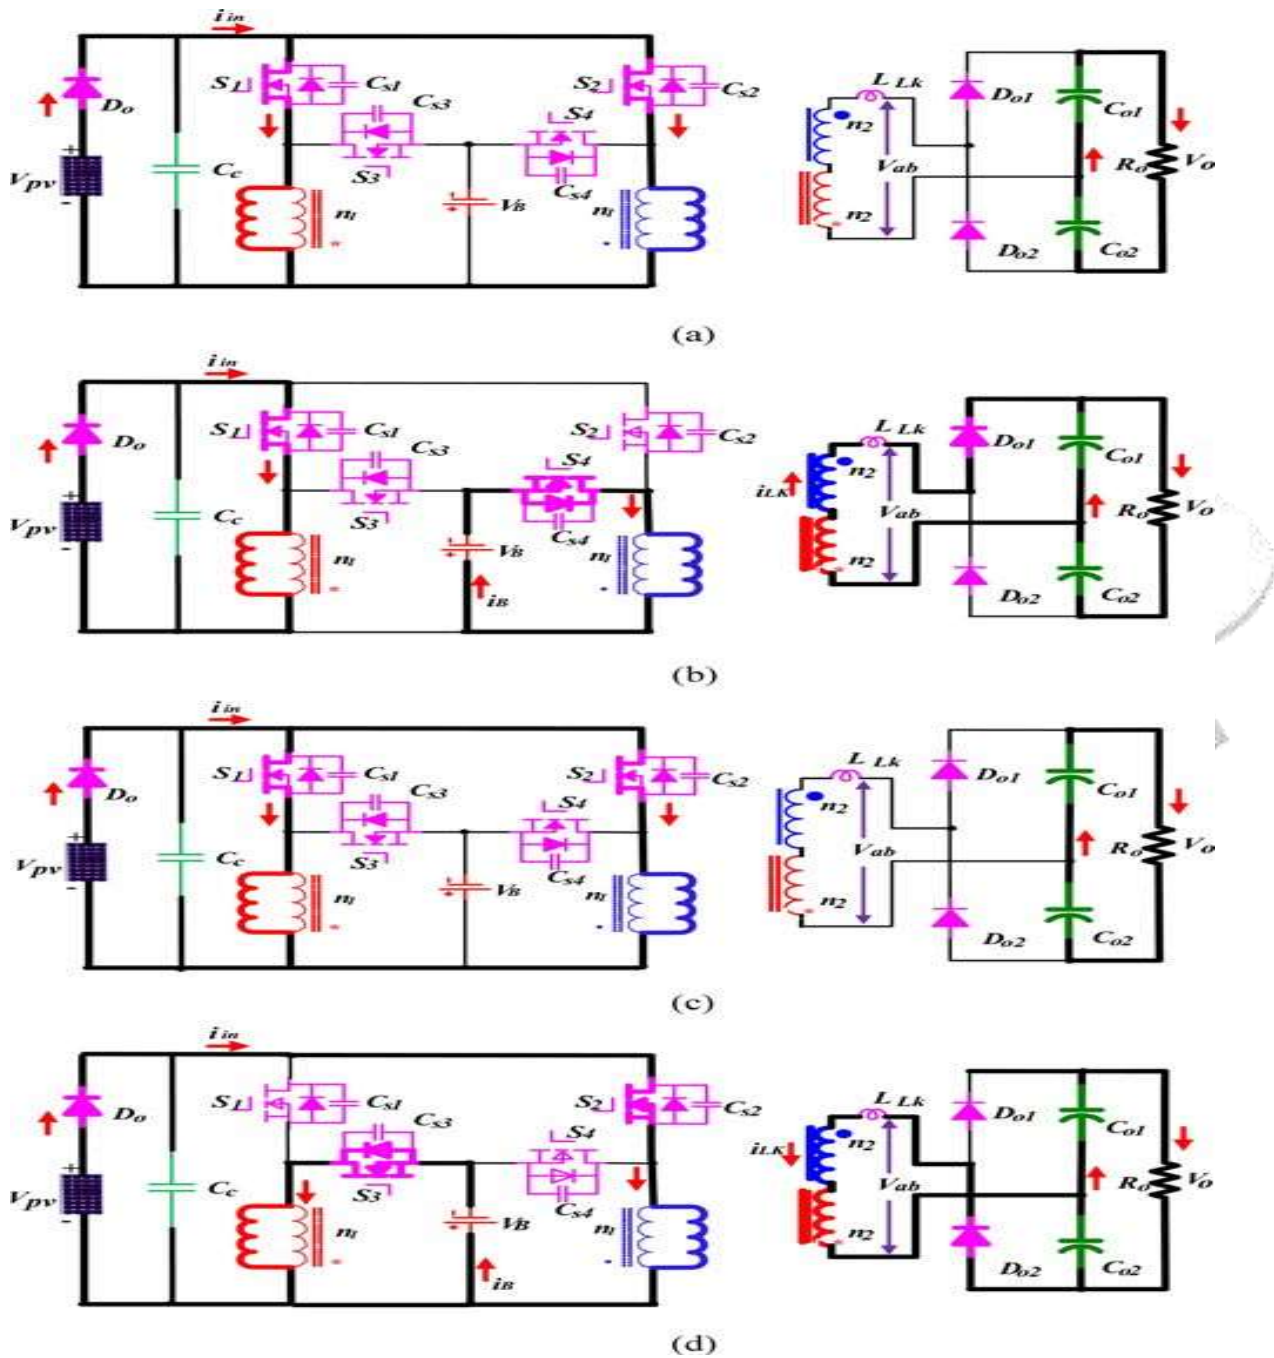 i in
S1
Cs1
Cs3
S2
Cs2
S4
Do
Vpv
+
-
Cc
S3
Cs4
n1
VB
n1
L Lk
n2
Vab
n2
Do1
Do2
Co1
Co2
Ro
Vo
(a)
i in
S1
Cs1
Cs3
S2
Cs2
S4
Do
Vpv
+
-
Cc
S3
Cs4
n1
VB
iB
n1
L Lk
iLK
n2
Vab
n2
Do1
Do2
Co1
Co2
Ro
Vo
(b)
i in
S1
Cs1
Cs3
S2
Cs2
S4
Do
Vpv
+
-
Cc
S3
Cs4
n1
VB
n1
L Lk
n2
Vab
n2
Do1
Do2
Co1
Co2
Ro
Vo
(c)
i in
S1
Cs1
Cs3
S2
Cs2
S4
Do
Vpv
+
-
Cc
S3
Cs4
n1
VB
iB
n1
L Lk
iLK
n2
Vab
n2
Do1
Do2
Co1
Co2
Ro
Vo
(d)